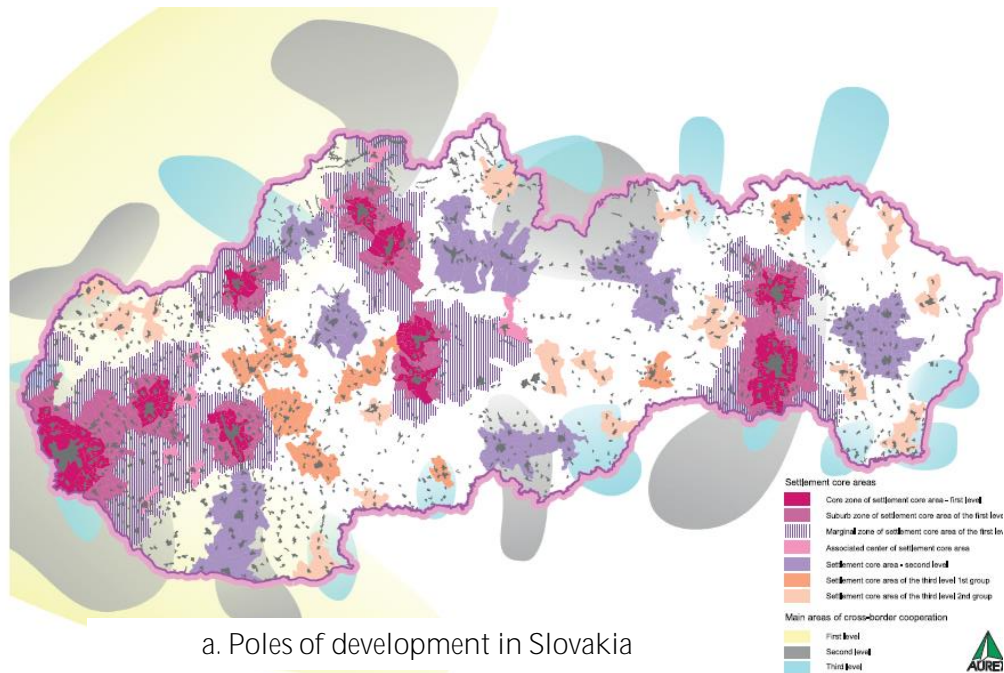 Settlement core areas
Core zone of settlement core area - first level
Suburb zone of settlement core area of the first leve
Marginal zone of settlement core area of the first lev
Associated center of settlement core area
Settlement core area - second level
Settlement core area of the third level 1st group
Settlement core area of the third level 2nd group
Main areas of cross-border cooperation
First level
Second level
Third level
AUREX
a. Poles of development in Slovakia